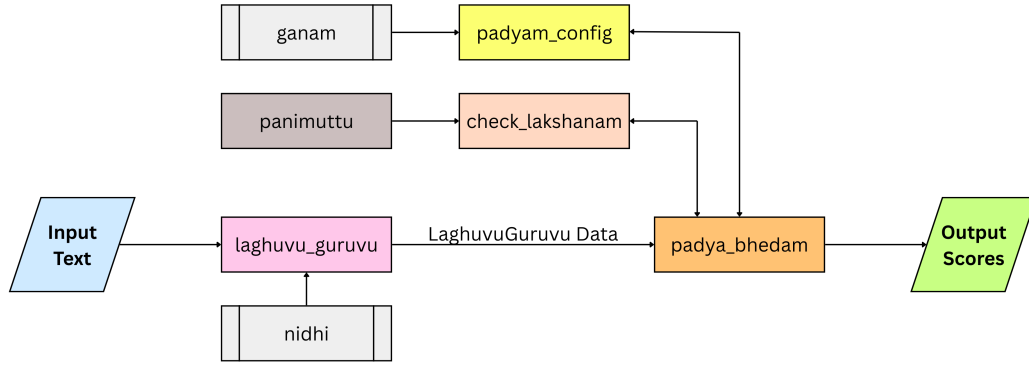 ganam
padyam_config
panimuttu
check_lakshanam
Input
Text
laghuvu_guruvu
LaghuvuGuruvu Data
padya_bhedam
Output
Scores
nidhi